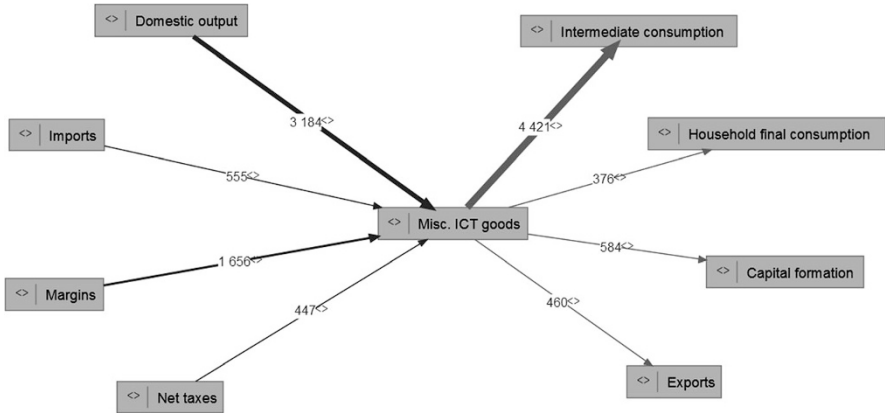 <> Domestic output
<> Intermediate consumption
3 184<>
4 421<>
<> Imports
<> Household final consumption
555<>
376<>
<> Misc. ICT goods
584<>
1 656<>
<> Capital formation
<> Margins
447<>
460<>
<> Net taxes
<> Exports